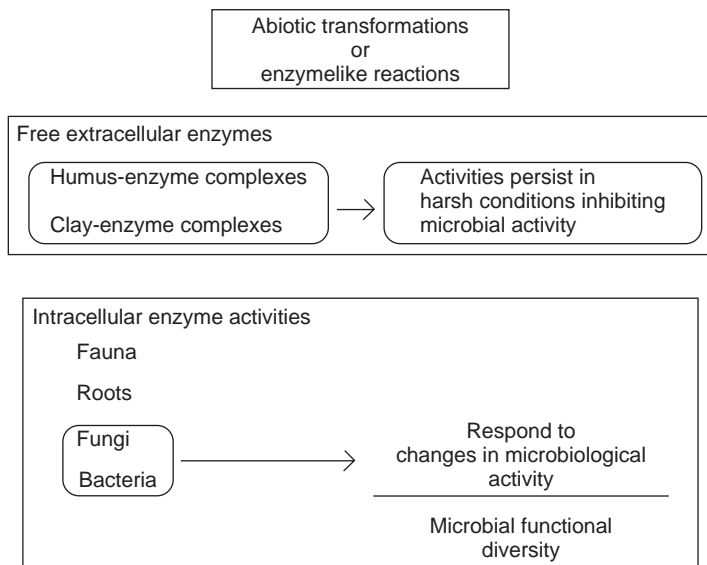 Abiotic transformations
or
enzymelike reactions
Free extracellular enzymes
Humus-enzyme complexes
Clay-enzyme complexes
Activities persist in
harsh conditions inhibiting
microbial activity
Intracellular enzyme activities
Fauna
Roots
Fungi
Bacteria
Respond to
changes in microbiological
activity
Microbial functional
diversity